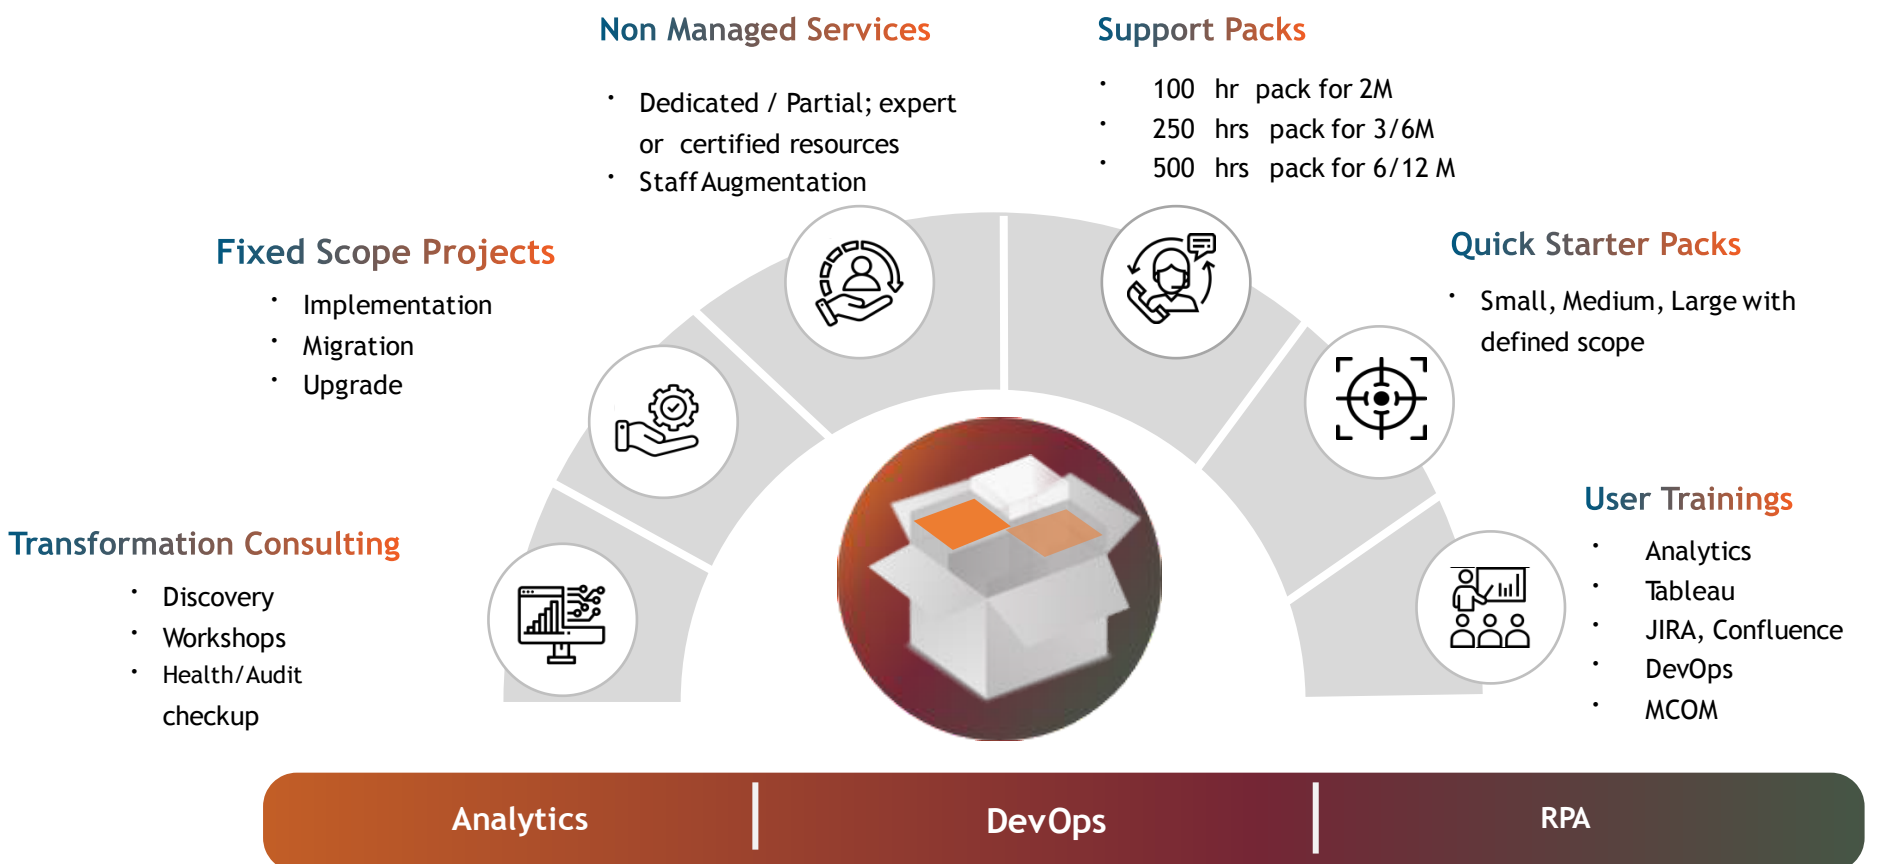 Non Managed Services
Dedicated / Partial; expert
or certified resources
Staff Augmentation
Support Packs
100 hr pack for 2M
250 hrs pack for 3/6M
500 hrs pack for 6/12 M
Fixed Scope Projects
Implementation
Migration
Upgrade
Quick Starter Packs
Small, Medium, Large with
defined scope
Transformation Consulting
Discovery
Workshops
Health/Audit
checkup
User Trainings
Analytics
Tableau
JIRA, Confluence
DevOps
MCOM
Analytics
DevOps
RPA